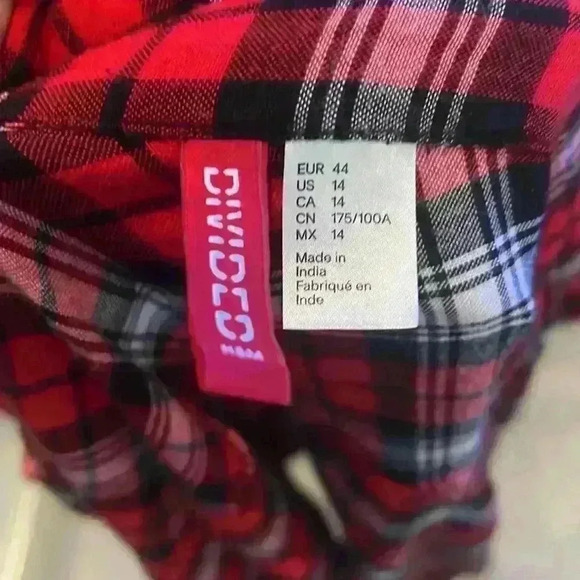 DIVIDED
H&M
EUR 44
US 14
CA 14
CN 175/100A
MX 14
Made in
India
Fabriqué en
Inde